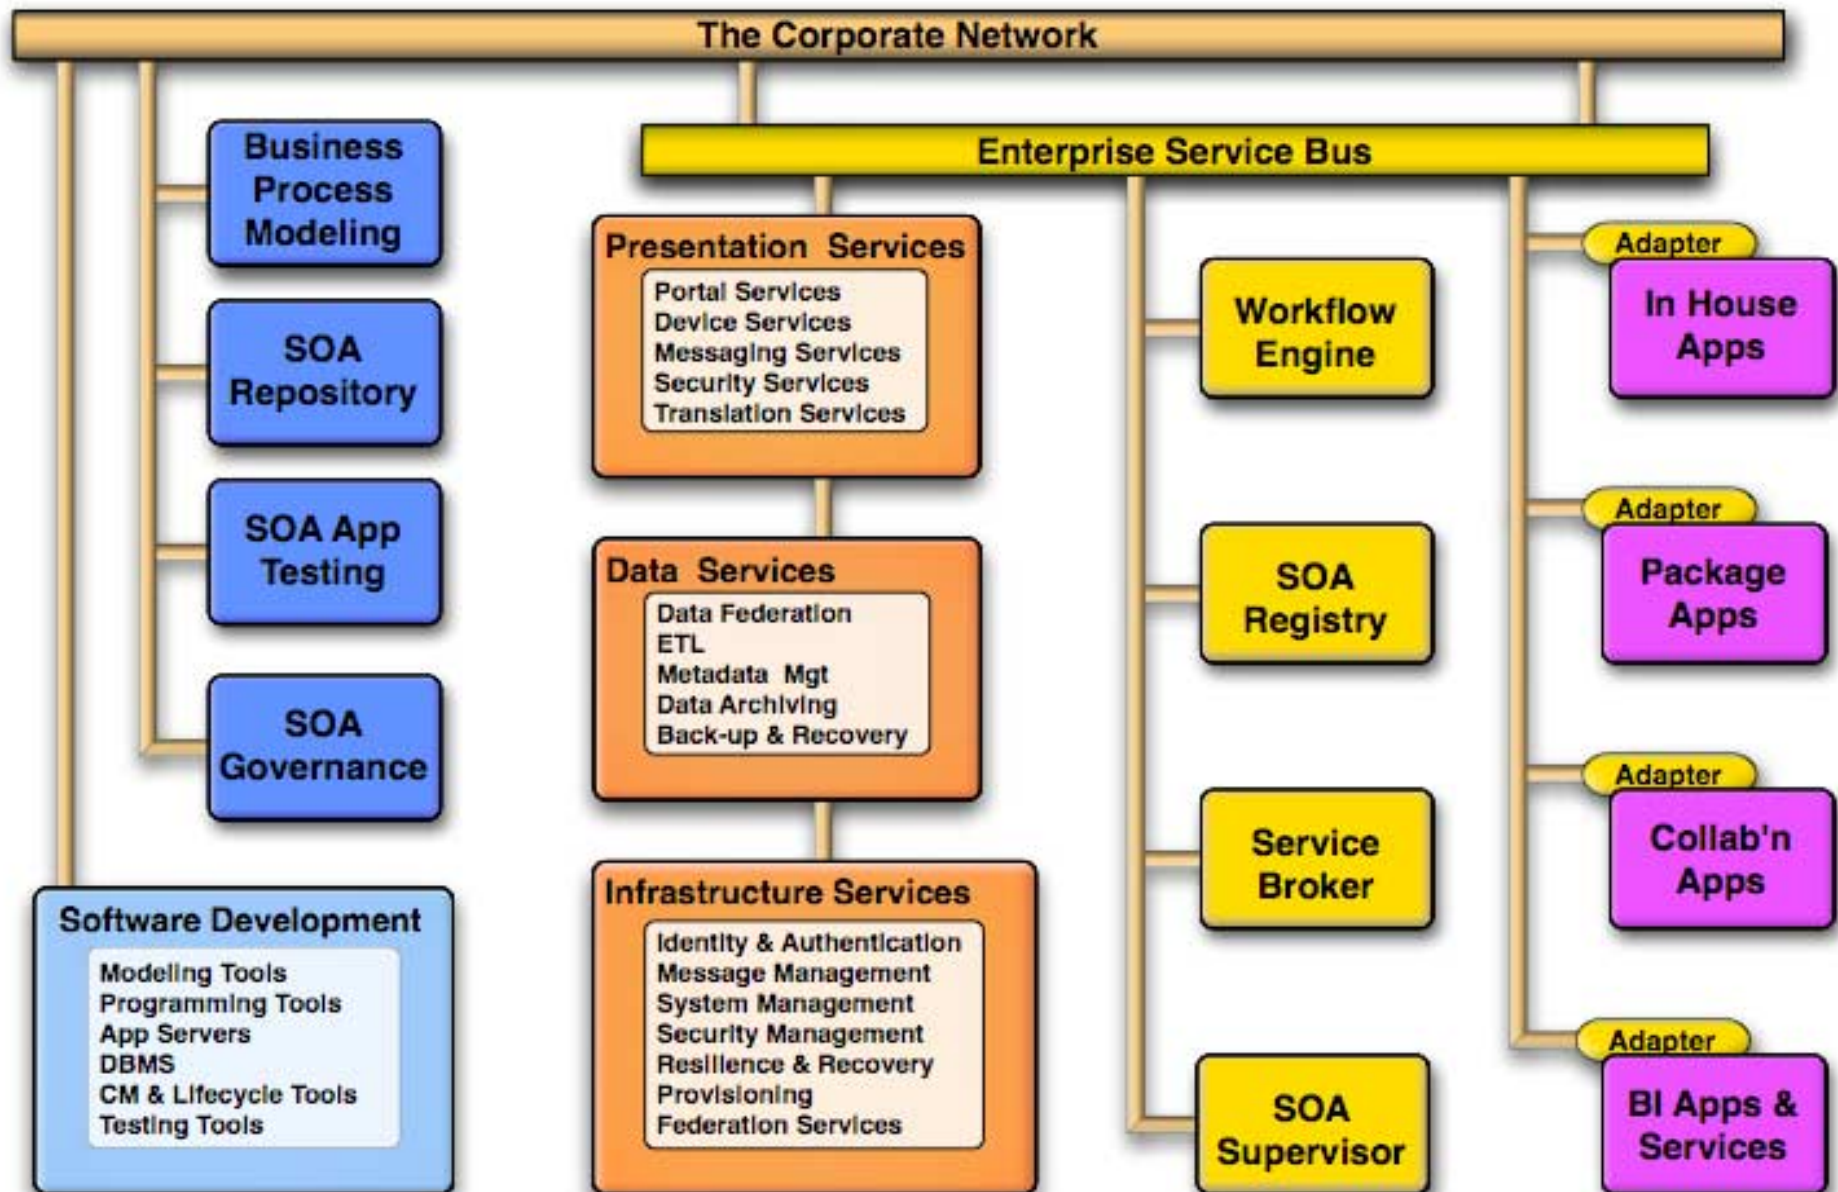 The Corporate Network
Business
Process
Modeling
SOA
Repository
SOA App
Testing
SOA
Governance
Software Development
Modeling Tools
Programming Tools
App Servers
DBMS
CM & Lifecycle Tools
Testing Tools
Enterprise Service Bus
Presentation Services
Portal Services
Device Services
Messaging Services
Security Services
Translation Services
Data Services
Data Federation
ETL
Metadata Mgt
Data Archiving
Back-up & Recovery
Infrastructure Services
Identity & Authentication
Message Management
System Management
Security Management
Resilience & Recovery
Provisioning
Federation Services
Workflow
Engine
SOA
Registry
Service
Broker
SOA
Supervisor
Adapter
In House
Apps
Adapter
Package
Apps
Adapter
Collab'n
Apps
Adapter
BI Apps &
Services